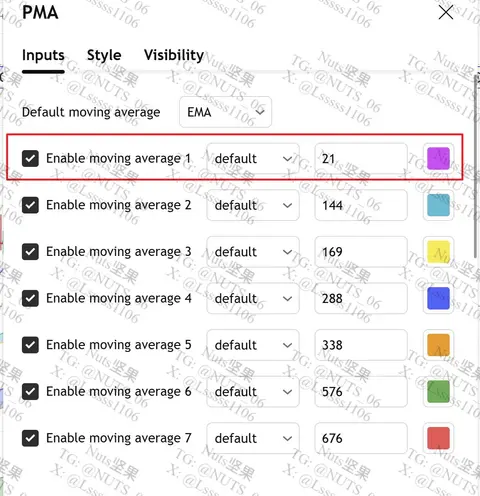 PMA
Inputs Style Visibility
Default moving average EMA
Enable moving average 1 default 21
Enable moving average 2 default 144
Enable moving average 3 default 169
Enable moving average 4 default 288
Enable moving average 5 default 338
Enable moving average 6 default 576
Enable moving average 7 default 676
Nuts坚果
TG: @NUTS_06
X: @Lsssss1106